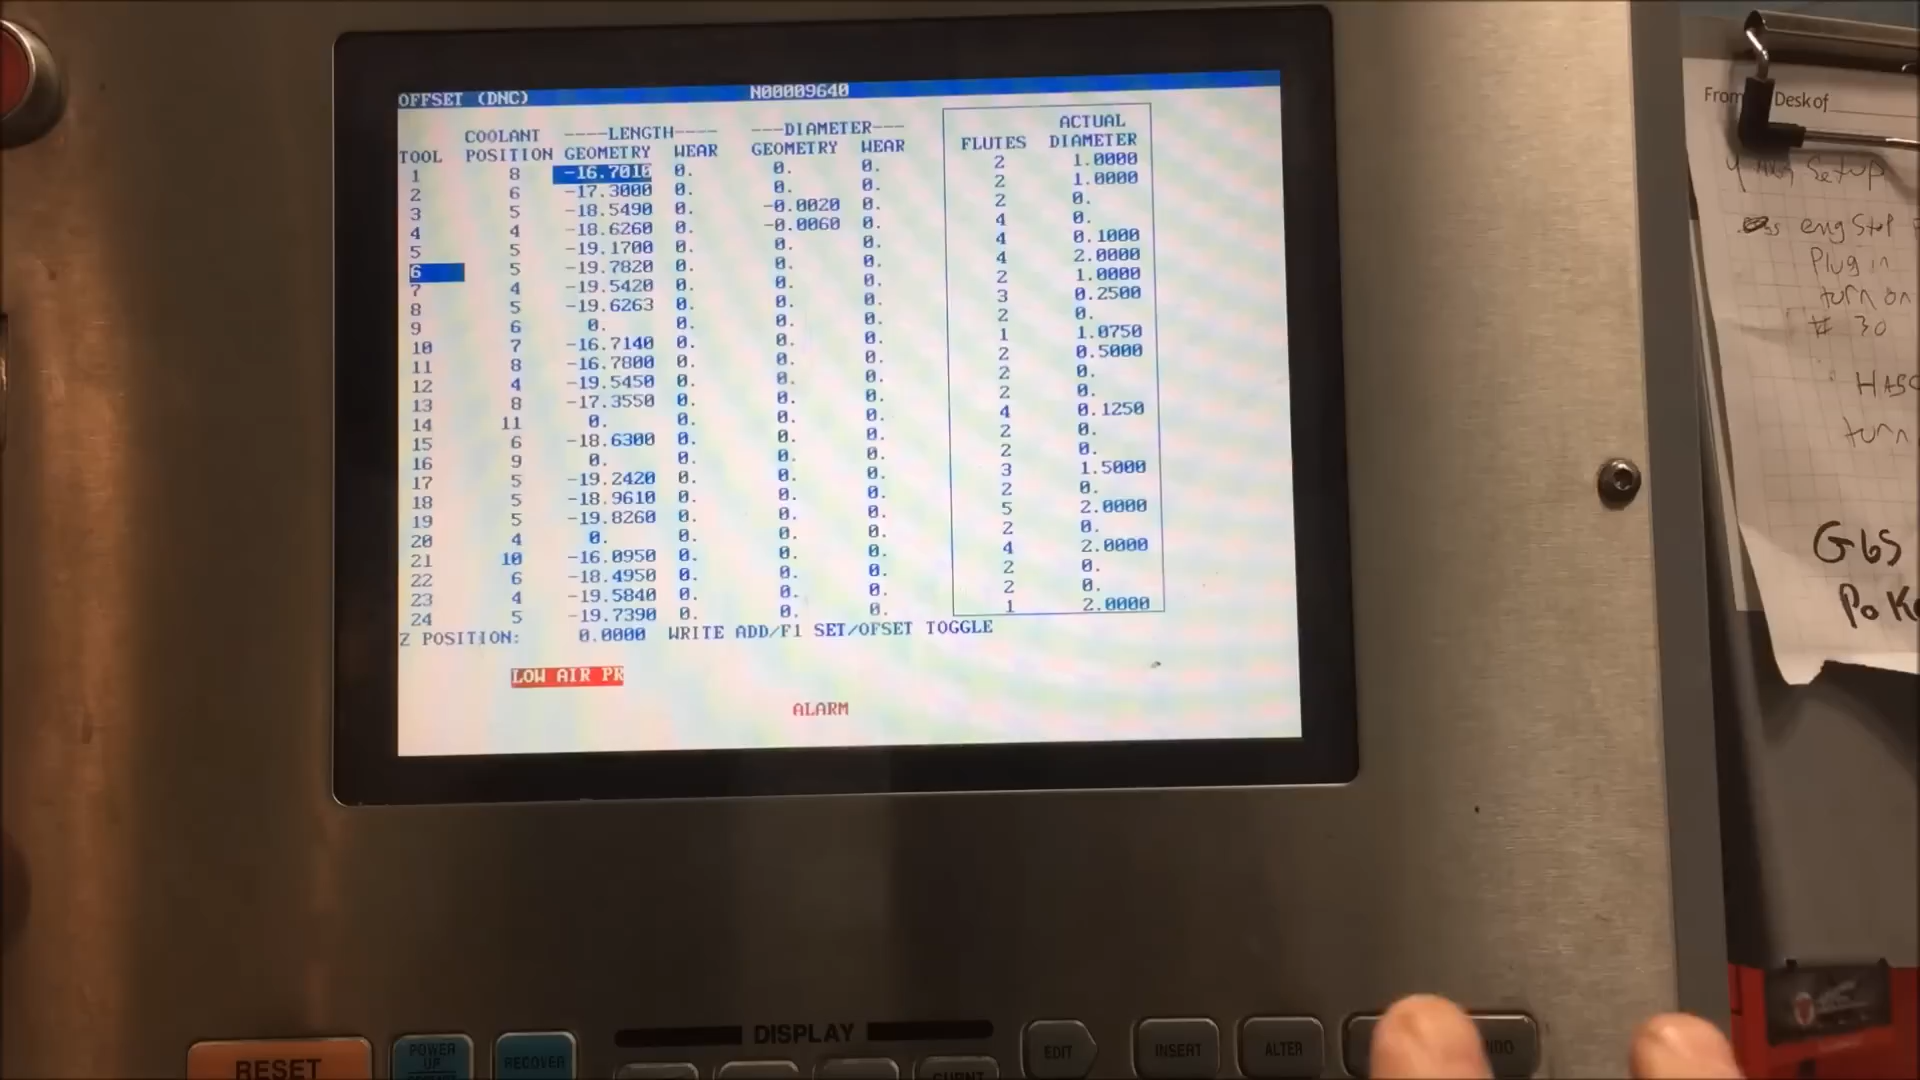 OFFSET (DNC) N00009640
COOLANT ----LENGTH---- ---DIAMETER--- ACTUAL
TOOL POSITION GEOMETRY WEAR GEOMETRY WEAR FLUTES DIAMETER
1 8 -16.7010 0. 0. 0. 2 1.0000
2 6 -17.3000 0. 0. 0. 2 1.0000
3 5 -18.5490 0. -0.0020 0. 2 0.
4 4 -18.6260 0. -0.0060 0. 4 0.
5 5 -19.1700 0. 0. 0. 4 0.1000
6 5 -19.7820 0. 0. 0. 4 2.0000
7 4 -19.5420 0. 0. 0. 2 1.0000
8 5 -19.6263 0. 0. 0. 3 0.2500
9 6 0. 0. 0. 0. 2 0.
10 7 -16.7140 0. 0. 0. 1 1.0750
11 8 -16.7800 0. 0. 0. 2 0.5000
12 4 -19.5450 0. 0. 0. 2 0.
13 8 -17.3550 0. 0. 0. 2 0.
14 11 0. 0. 0. 0. 4 0.1250
15 6 -18.6300 0. 0. 0. 2 0.
16 9 0. 0. 0. 0. 2 0.
17 5 -19.2420 0. 0. 0. 3 1.5000
18 5 -18.9610 0. 0. 0. 2 0.
19 5 -19.8260 0. 0. 0. 5 2.0000
20 4 0. 0. 0. 0. 2 0.
21 10 -16.0950 0. 0. 0. 4 2.0000
22 6 -18.4950 0. 0. 0. 2 0.
23 4 -19.5840 0. 0. 0. 2 0.
24 5 -19.7390 0. 0. 0. 1 2.0000
Z POSITION: 0.0000 WRITE ADD/F1 SET/OFSET TOGGLE
LOW AIR PR
ALARM
RESET
POWER
UP
RECOVER
DISPLAY
EDIT
INSERT
ALTER
From
Desk of
Setup
Plug in
turn on
# 30
turn
G65